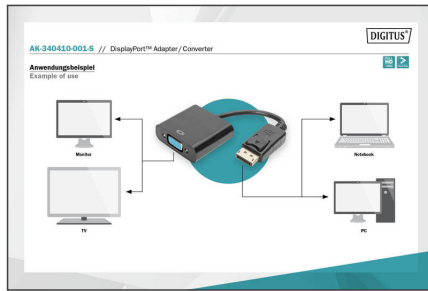 DIGITUS®
AK-340410-001-S // DisplayPort™ Adapter / Converter
Anwendungsbeispiel
Example of use
Monitor
Notebook
TV
PC